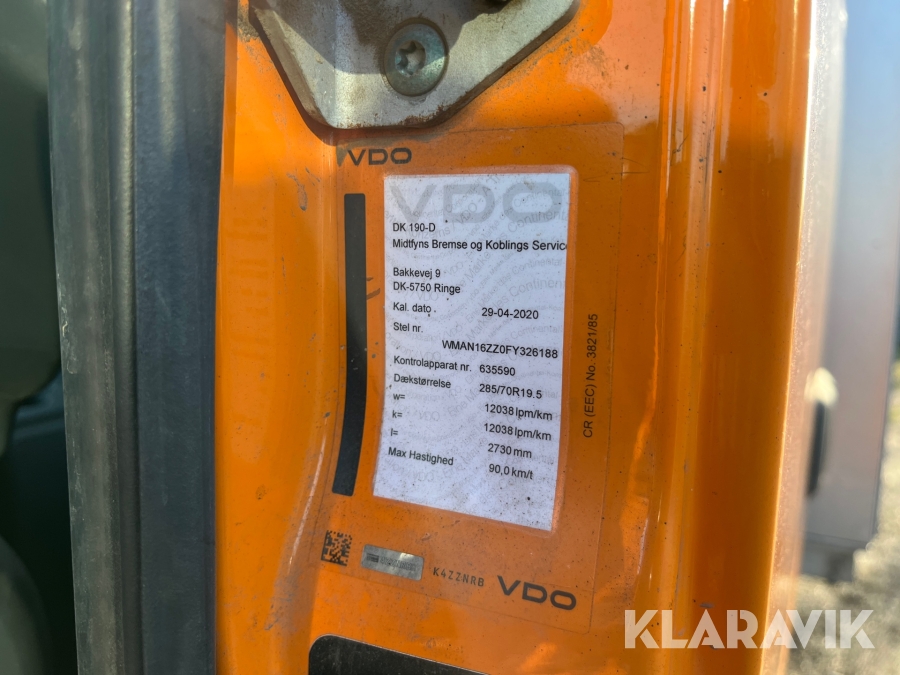 VDO
VDO
DK 190-D
Midtfyns Bremse og Koblings Service
Bakkevej 9
DK-5750 Ringe
Kal. dato . 29-04-2020
Stel nr. WMAN16ZZ0FY326188
Kontrolapparat nr. 635590
Dækstørrelse 285/70R19.5
w= 12038 Ipm/km
k= 12038 Ipm/km
l= 2730 mm
Max Hastighed 90,0 km/t
CR (EEC) No. 3821/85
K4ZZNRB
VDO
KLARAVIK